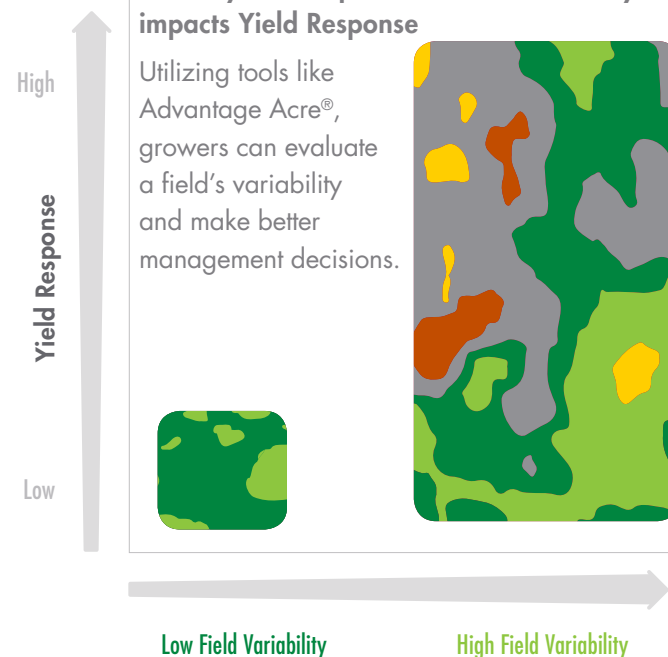 impacts Yield Response
Utilizing tools like
Advantage Acre®,
growers can evaluate
a field's variability
and make better
management decisions.
High
Yield Response
Low
Low Field Variability
High Field Variability